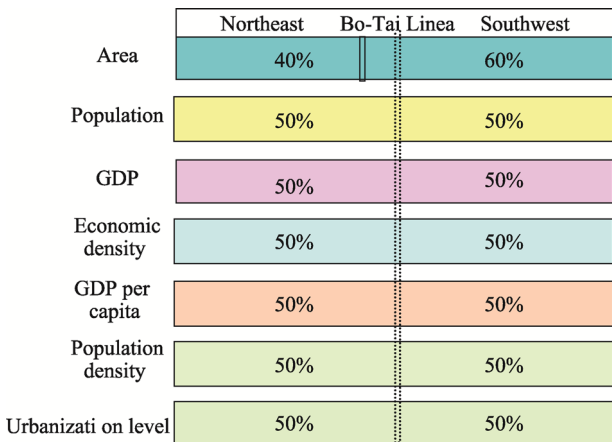 Northeast Bo-Tai Linea Southwest
Area 40% 60%
Population 50% 50%
GDP 50% 50%
Economic
density 50% 50%
GDP per
capita 50% 50%
Population
density 50% 50%
Urbanizati on level 50% 50%